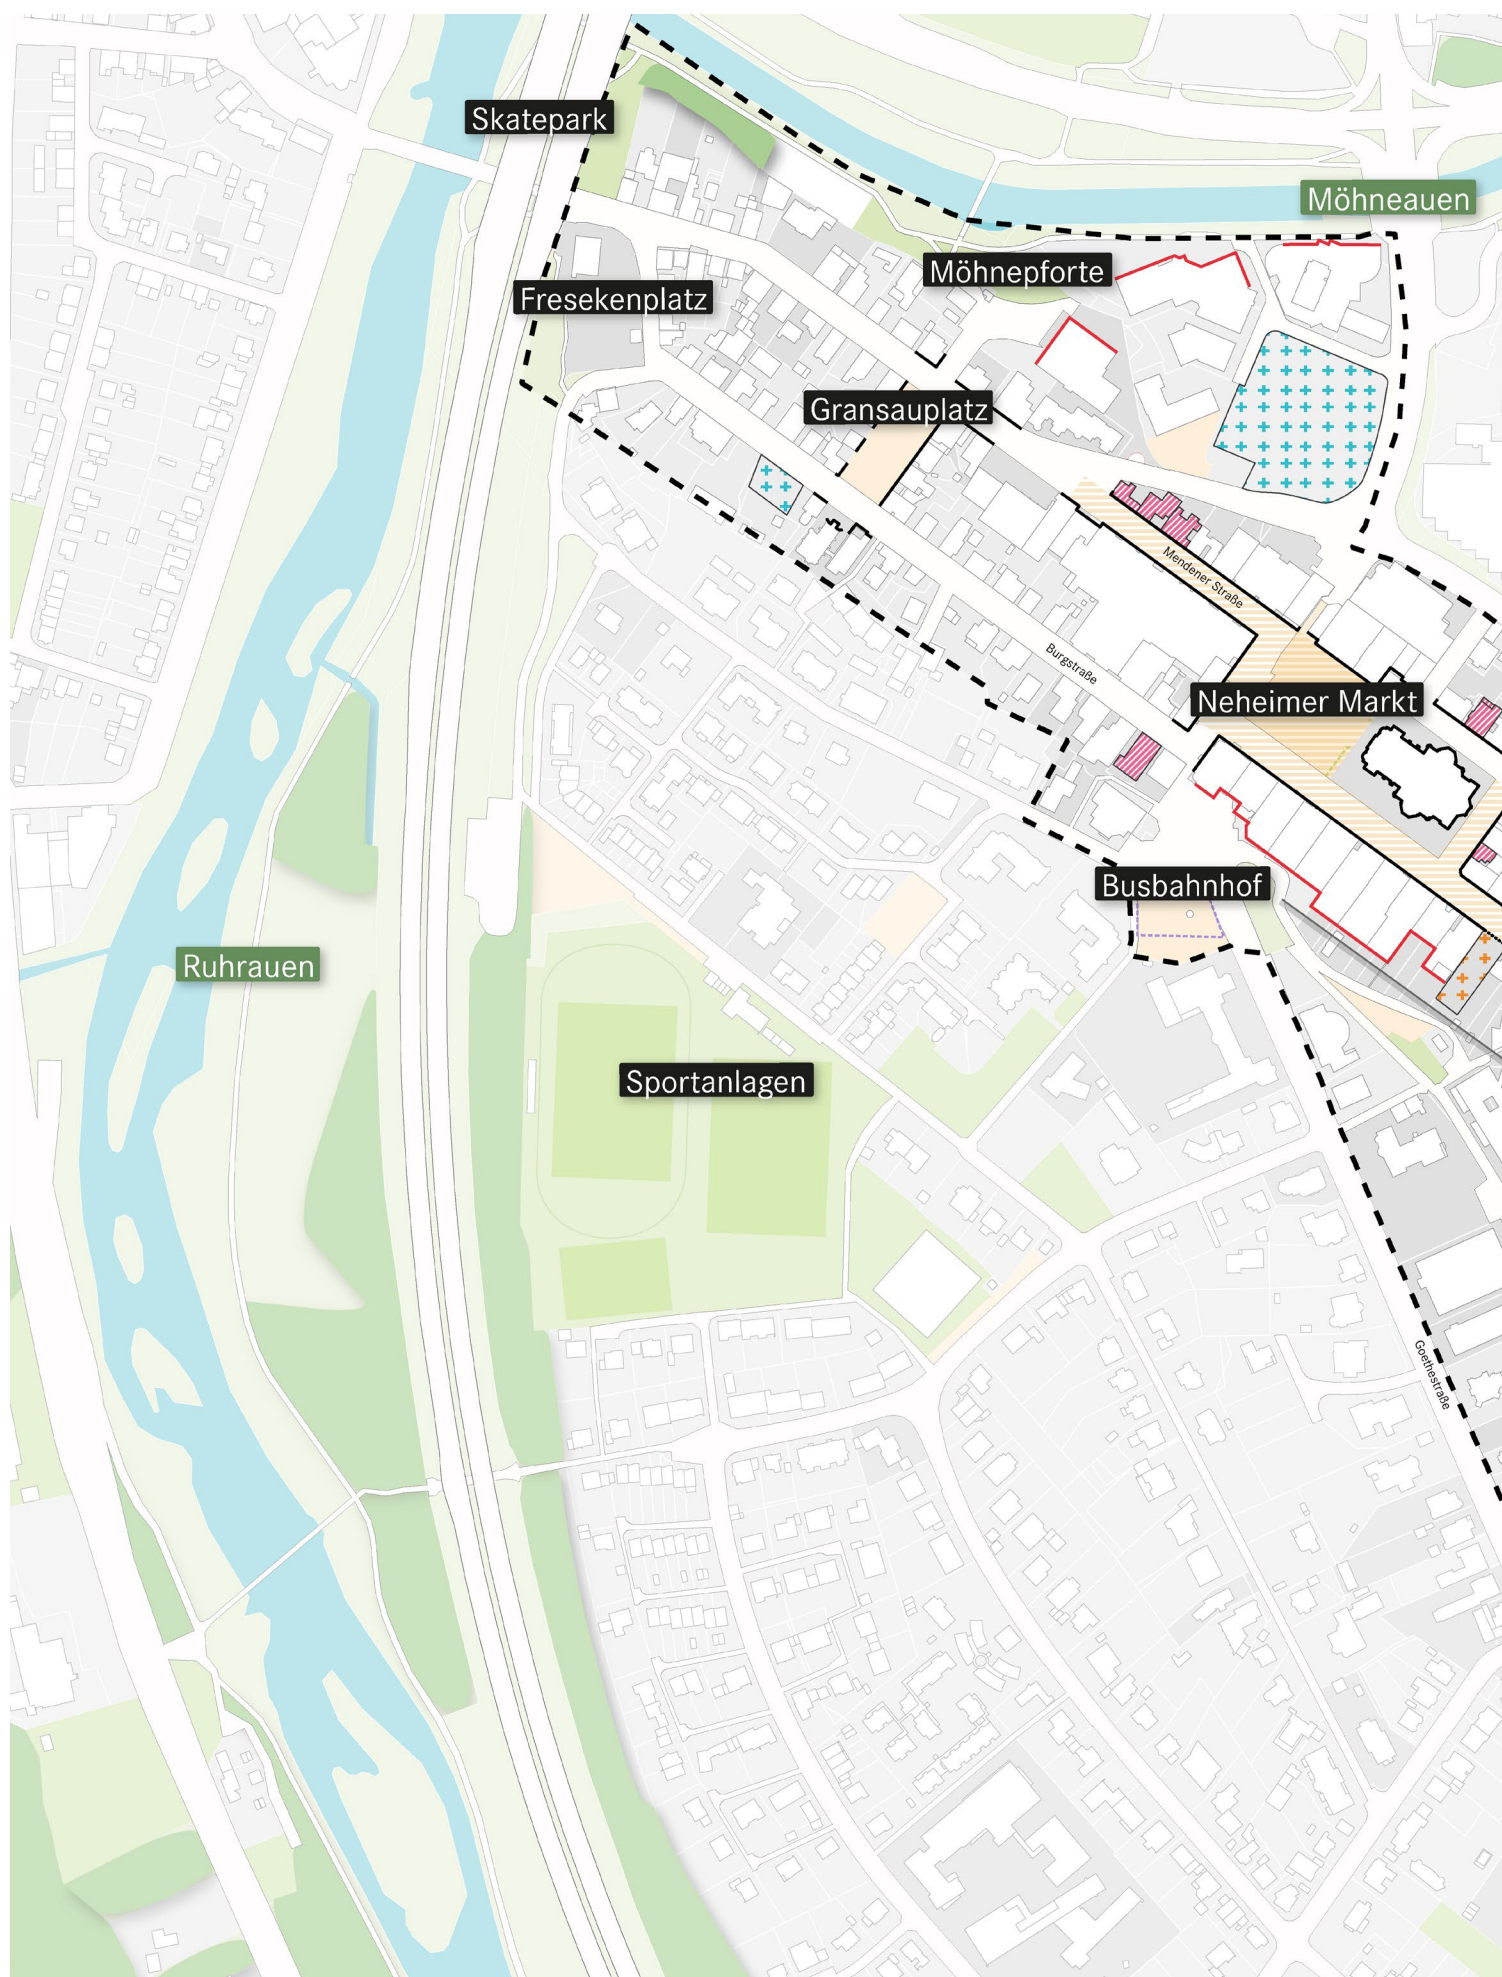 Skatepark
Möhneauen
Möhnepforte
Fresekenplatz
Gransauplatz
Mendener Straße
Burgstraße
Neheimer Markt
Busbahnhof
Ruhrauen
Sportanlagen
Goethestraße